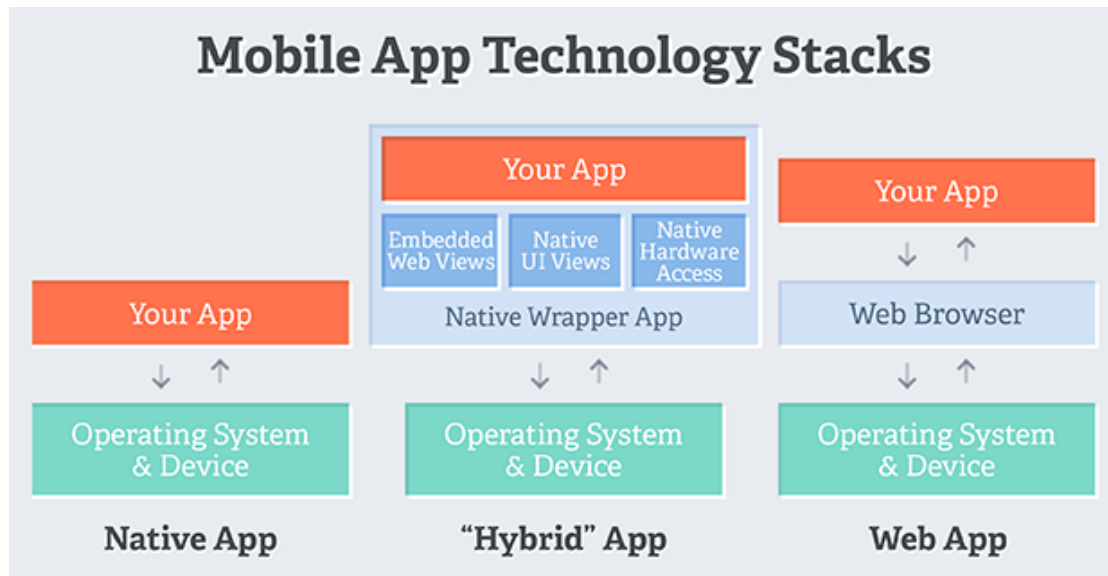 Mobile App Technology Stacks
Your App
Operating System
& Device
Native App
Your App
Embedded
Web Views
Native
UI Views
Native
Hardware
Access
Native Wrapper App
Operating System
& Device
“Hybrid” App
Your App
Web Browser
Operating System
& Device
Web App